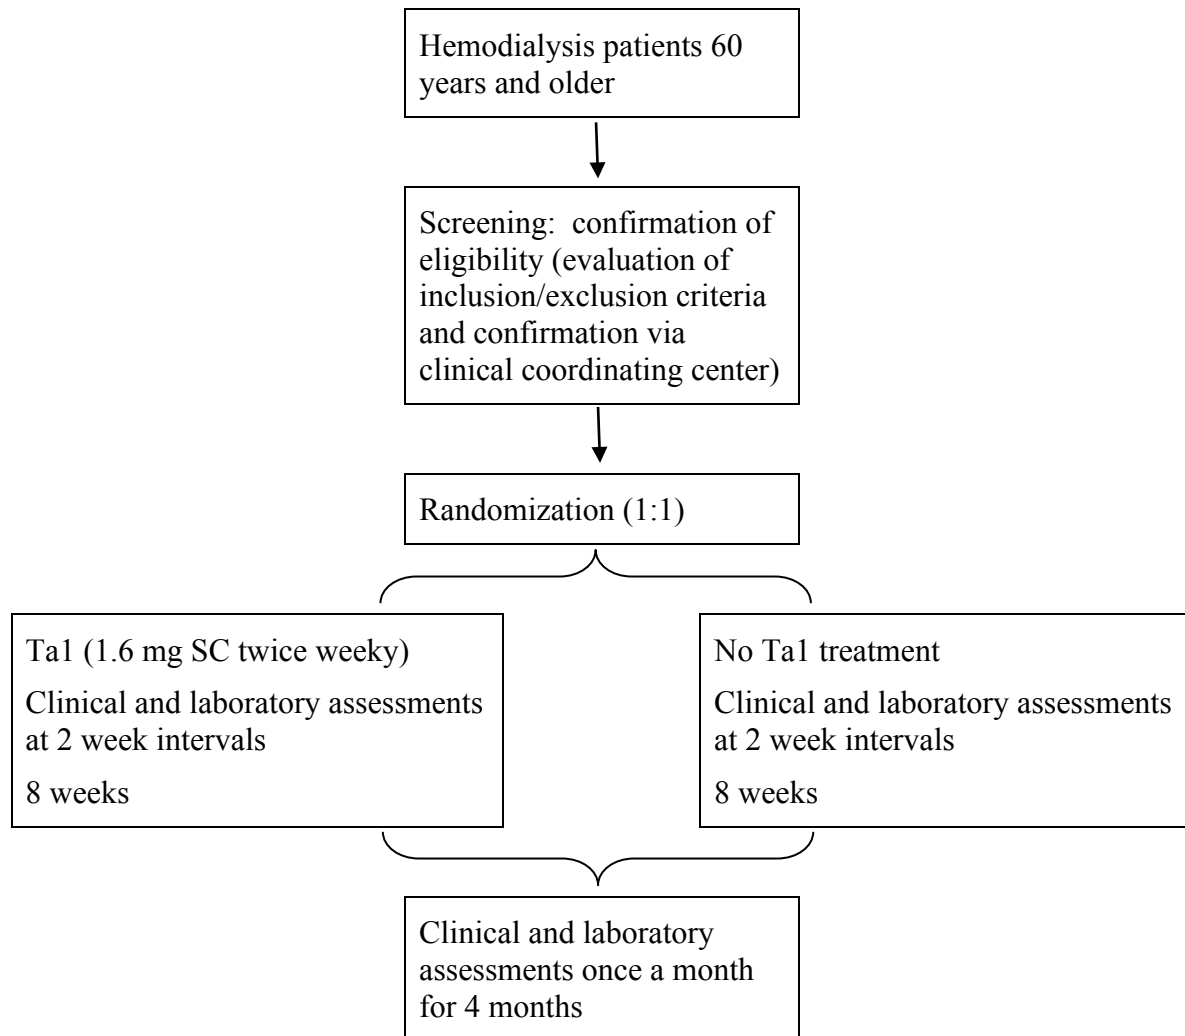 Hemodialysis patients 60
years and older
Screening:  confirmation of
eligibility (evaluation of
inclusion/exclusion criteria
and confirmation via
clinical coordinating center)
Randomization (1:1)
Ta1 (1.6 mg SC twice weeky)
Clinical and laboratory assessments
at 2 week intervals
8 weeks
No Ta1 treatment
Clinical and laboratory assessments
at 2 week intervals
8 weeks
Clinical and laboratory
assessments once a month
for 4 months